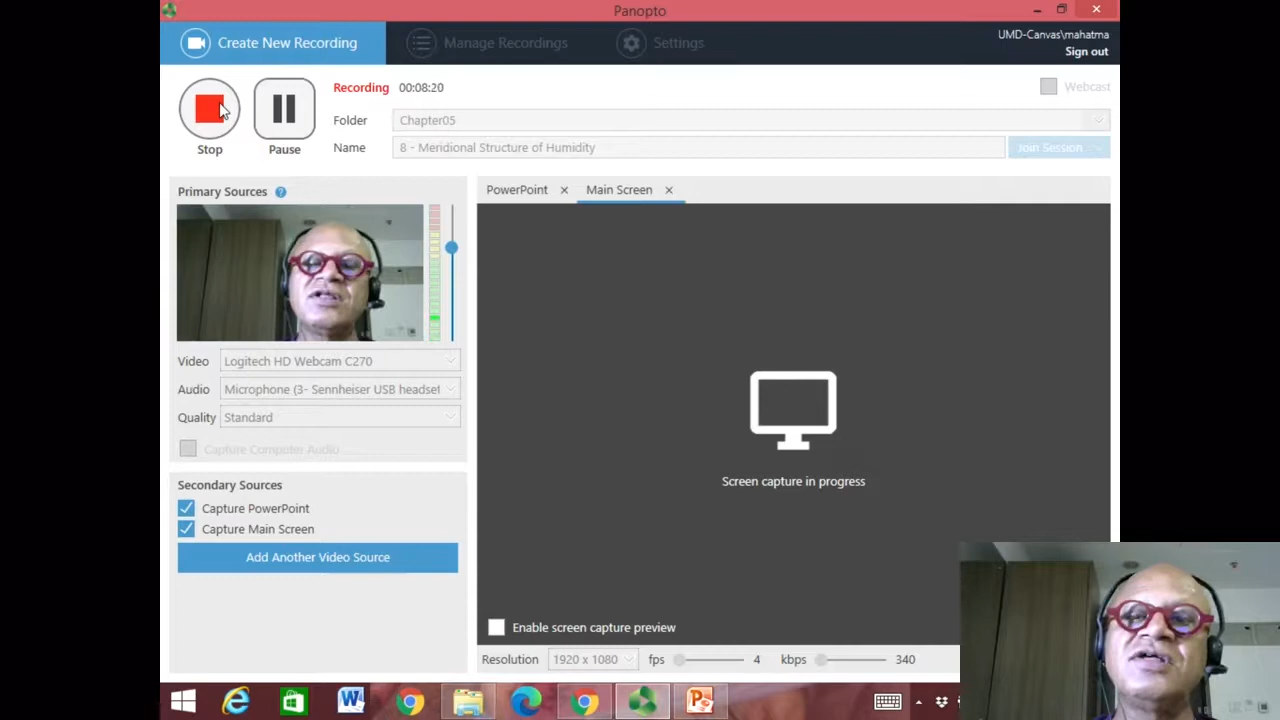 Panopto
Create New Recording
Manage Recordings
Settings
UMD-Canvas\mahatma
Sign out
Recording 00:08:20
Webcast
Folder Chapter05
Name 8 - Meridional Structure of Humidity
Join Session
Stop
Pause
Primary Sources
PowerPoint
Main Screen
Video Logitech HD Webcam C270
Audio Microphone (3- Sennheiser USB headset
Quality Standard
Capture Computer Audio
Screen capture in progress
Secondary Sources
Capture PowerPoint
Capture Main Screen
Add Another Video Source
Enable screen capture preview
Resolution 1920 x 1080 fps 4 kbps 340